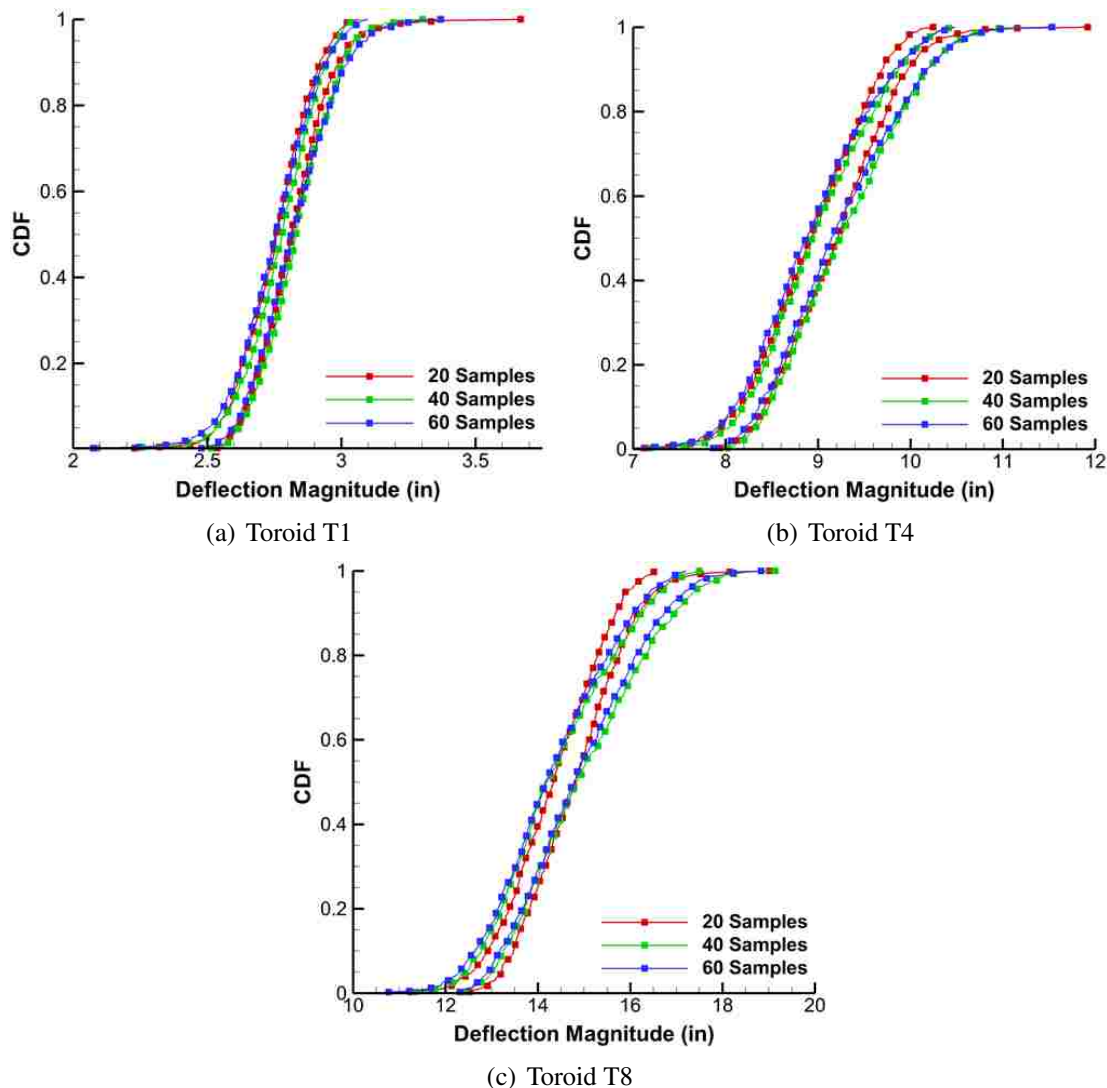 1
0.8
0.6
CDF
0.4
0.2
20 Samples
40 Samples
60 Samples
2
2.5
3
3.5
Deflection Magnitude (in)
(a) Toroid T1
1
0.8
0.6
CDF
0.4
0.2
0
20 Samples
40 Samples
60 Samples
7
8
9
10
11
12
Deflection Magnitude (in)
(b) Toroid T4
1
0.8
0.6
CDF
0.4
0.2
0
20 Samples
40 Samples
60 Samples
10
12
14
16
18
20
Deflection Magnitude (in)
(c) Toroid T8